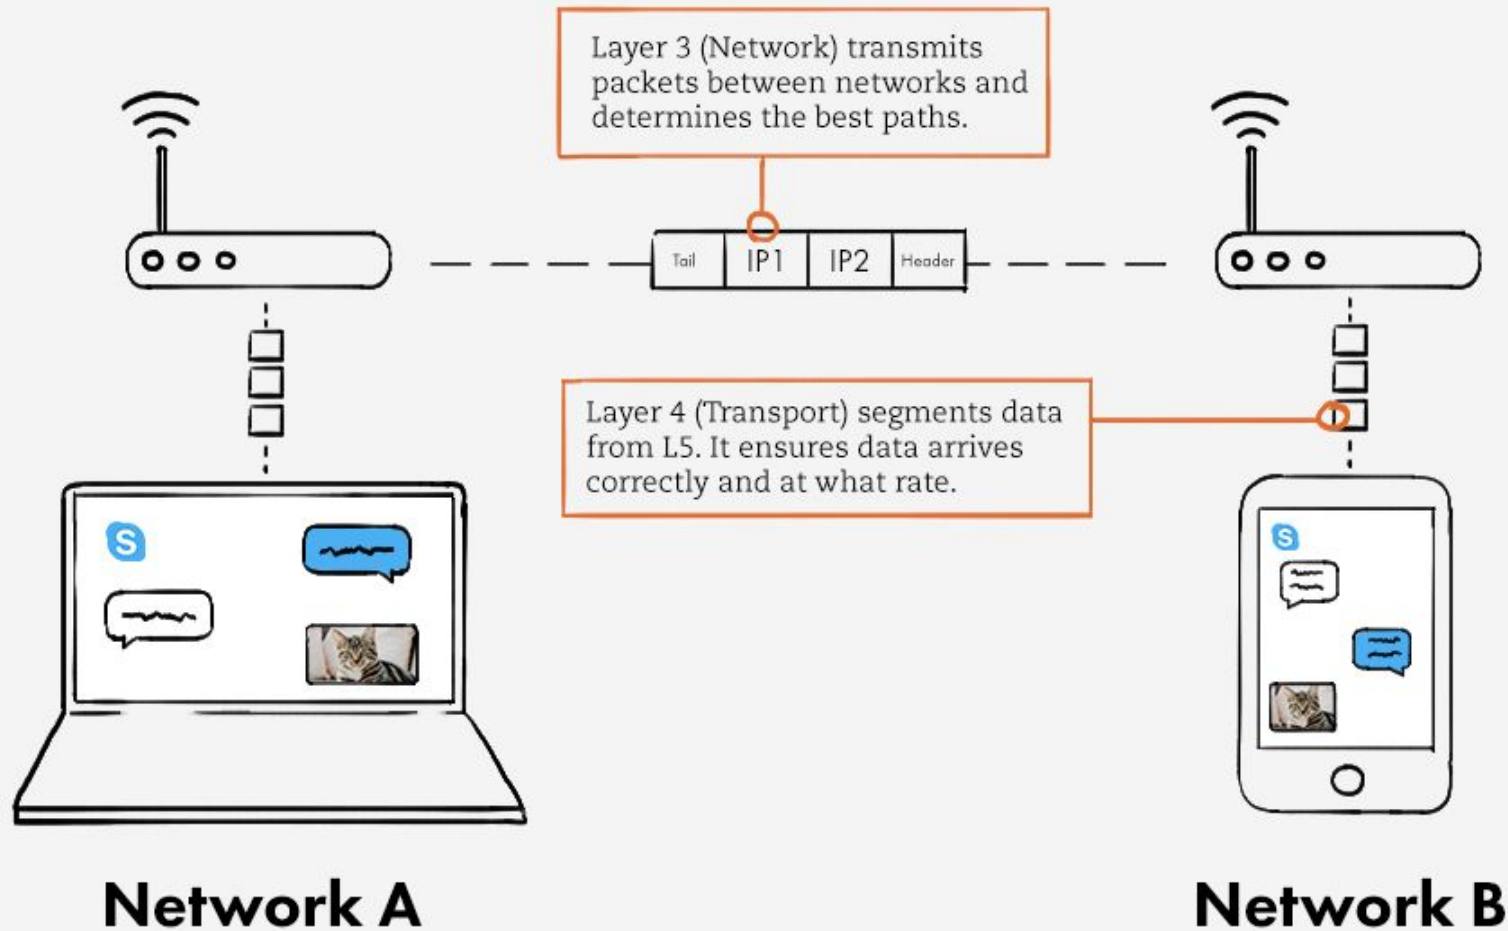 Layer 3 (Network) transmits
packets between networks and
determines the best paths.
Tail IP1 IP2 Header
Layer 4 (Transport) segments data
from L5. It ensures data arrives
correctly and at what rate.
S
S
Network A
Network B